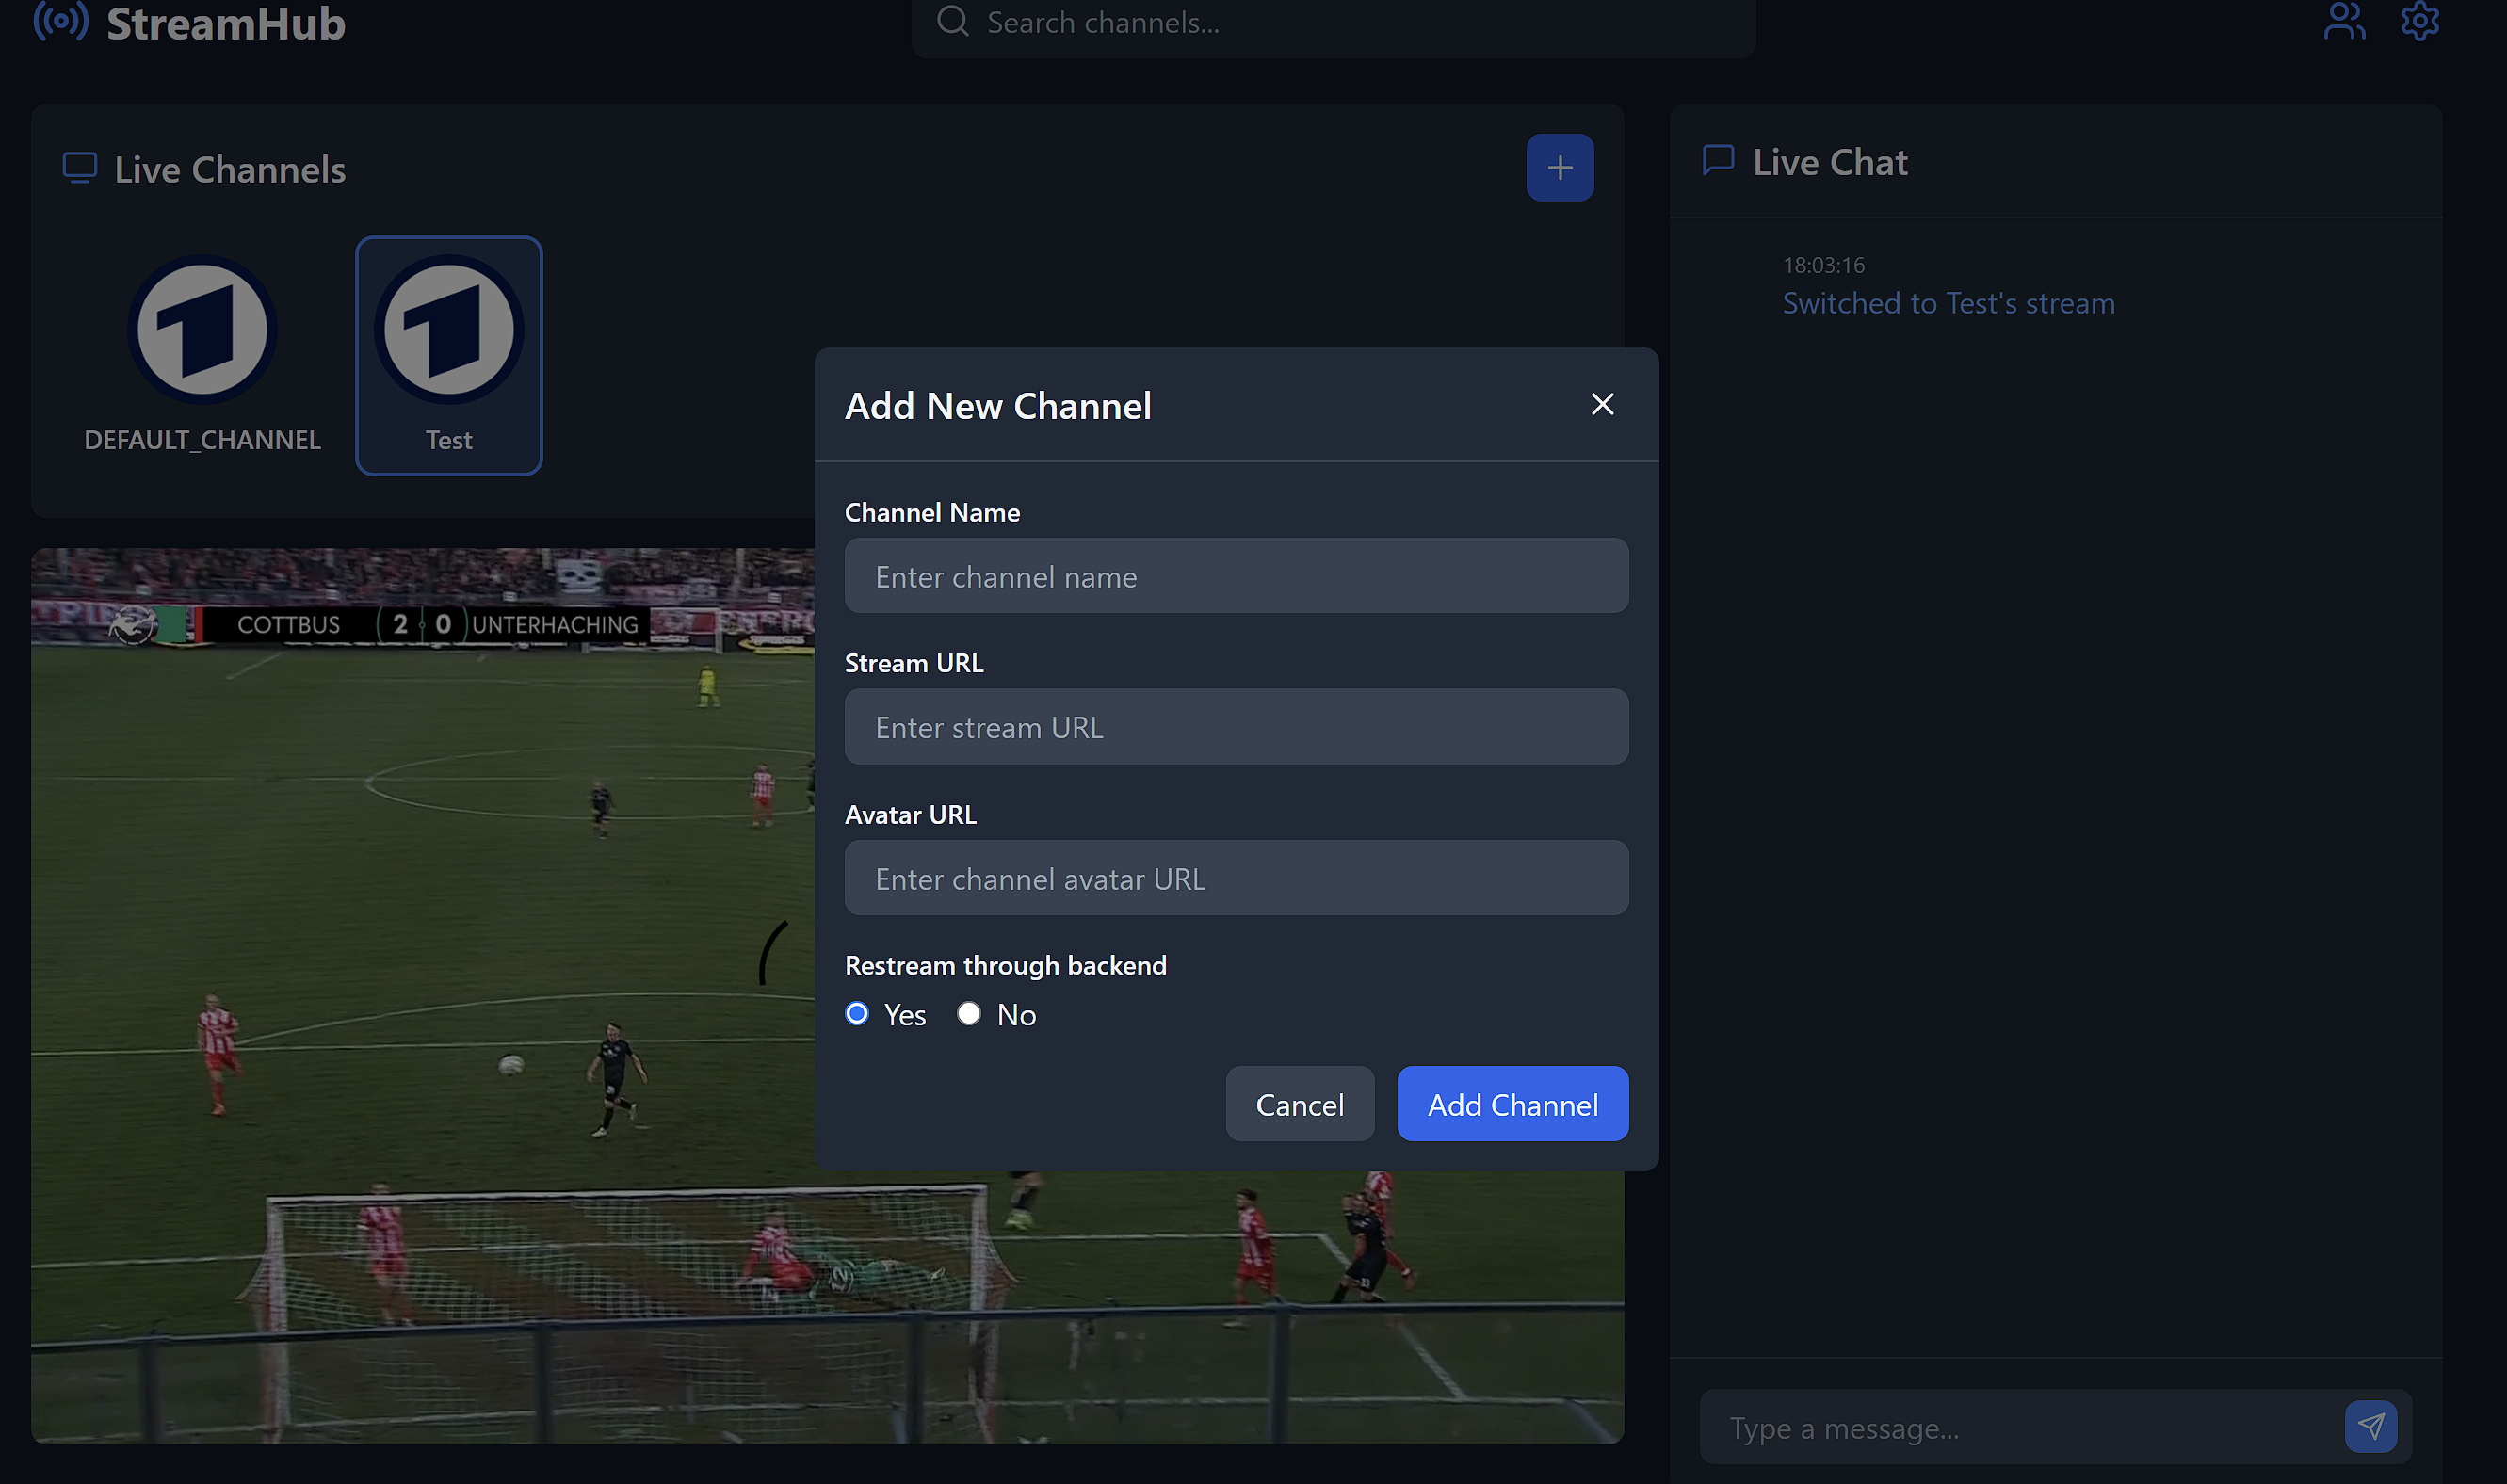 StreamHub
Search channels...
Live Channels
DEFAULT_CHANNEL
Test
Live Chat
18:03:16
Switched to Test's stream
Add New Channel
Channel Name
Enter channel name
Stream URL
Enter stream URL
Avatar URL
Enter channel avatar URL
Restream through backend
Yes
No
Cancel
Add Channel
COTTBUS 2 0 UNTERHACHING
Type a message...